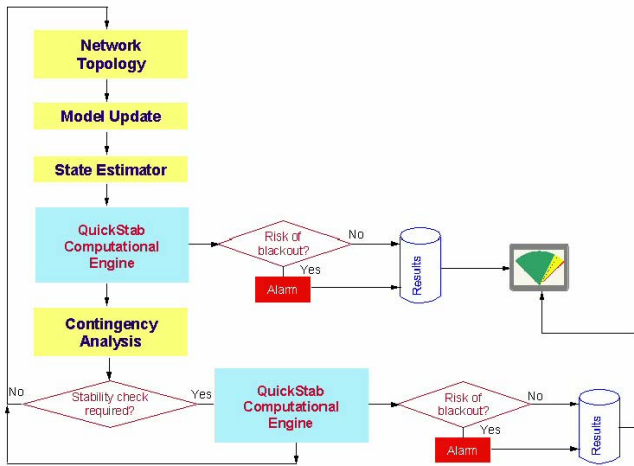 Network
Topology
Model Update
State Estimator
QuickStab
Computational
Engine
Risk of
blackout?
No
Yes
Alarm
Results
Contingency
Analysis
No
Stability check
required?
Yes
QuickStab
Computational
Engine
Risk of
blackout?
No
Yes
Alarm
Results